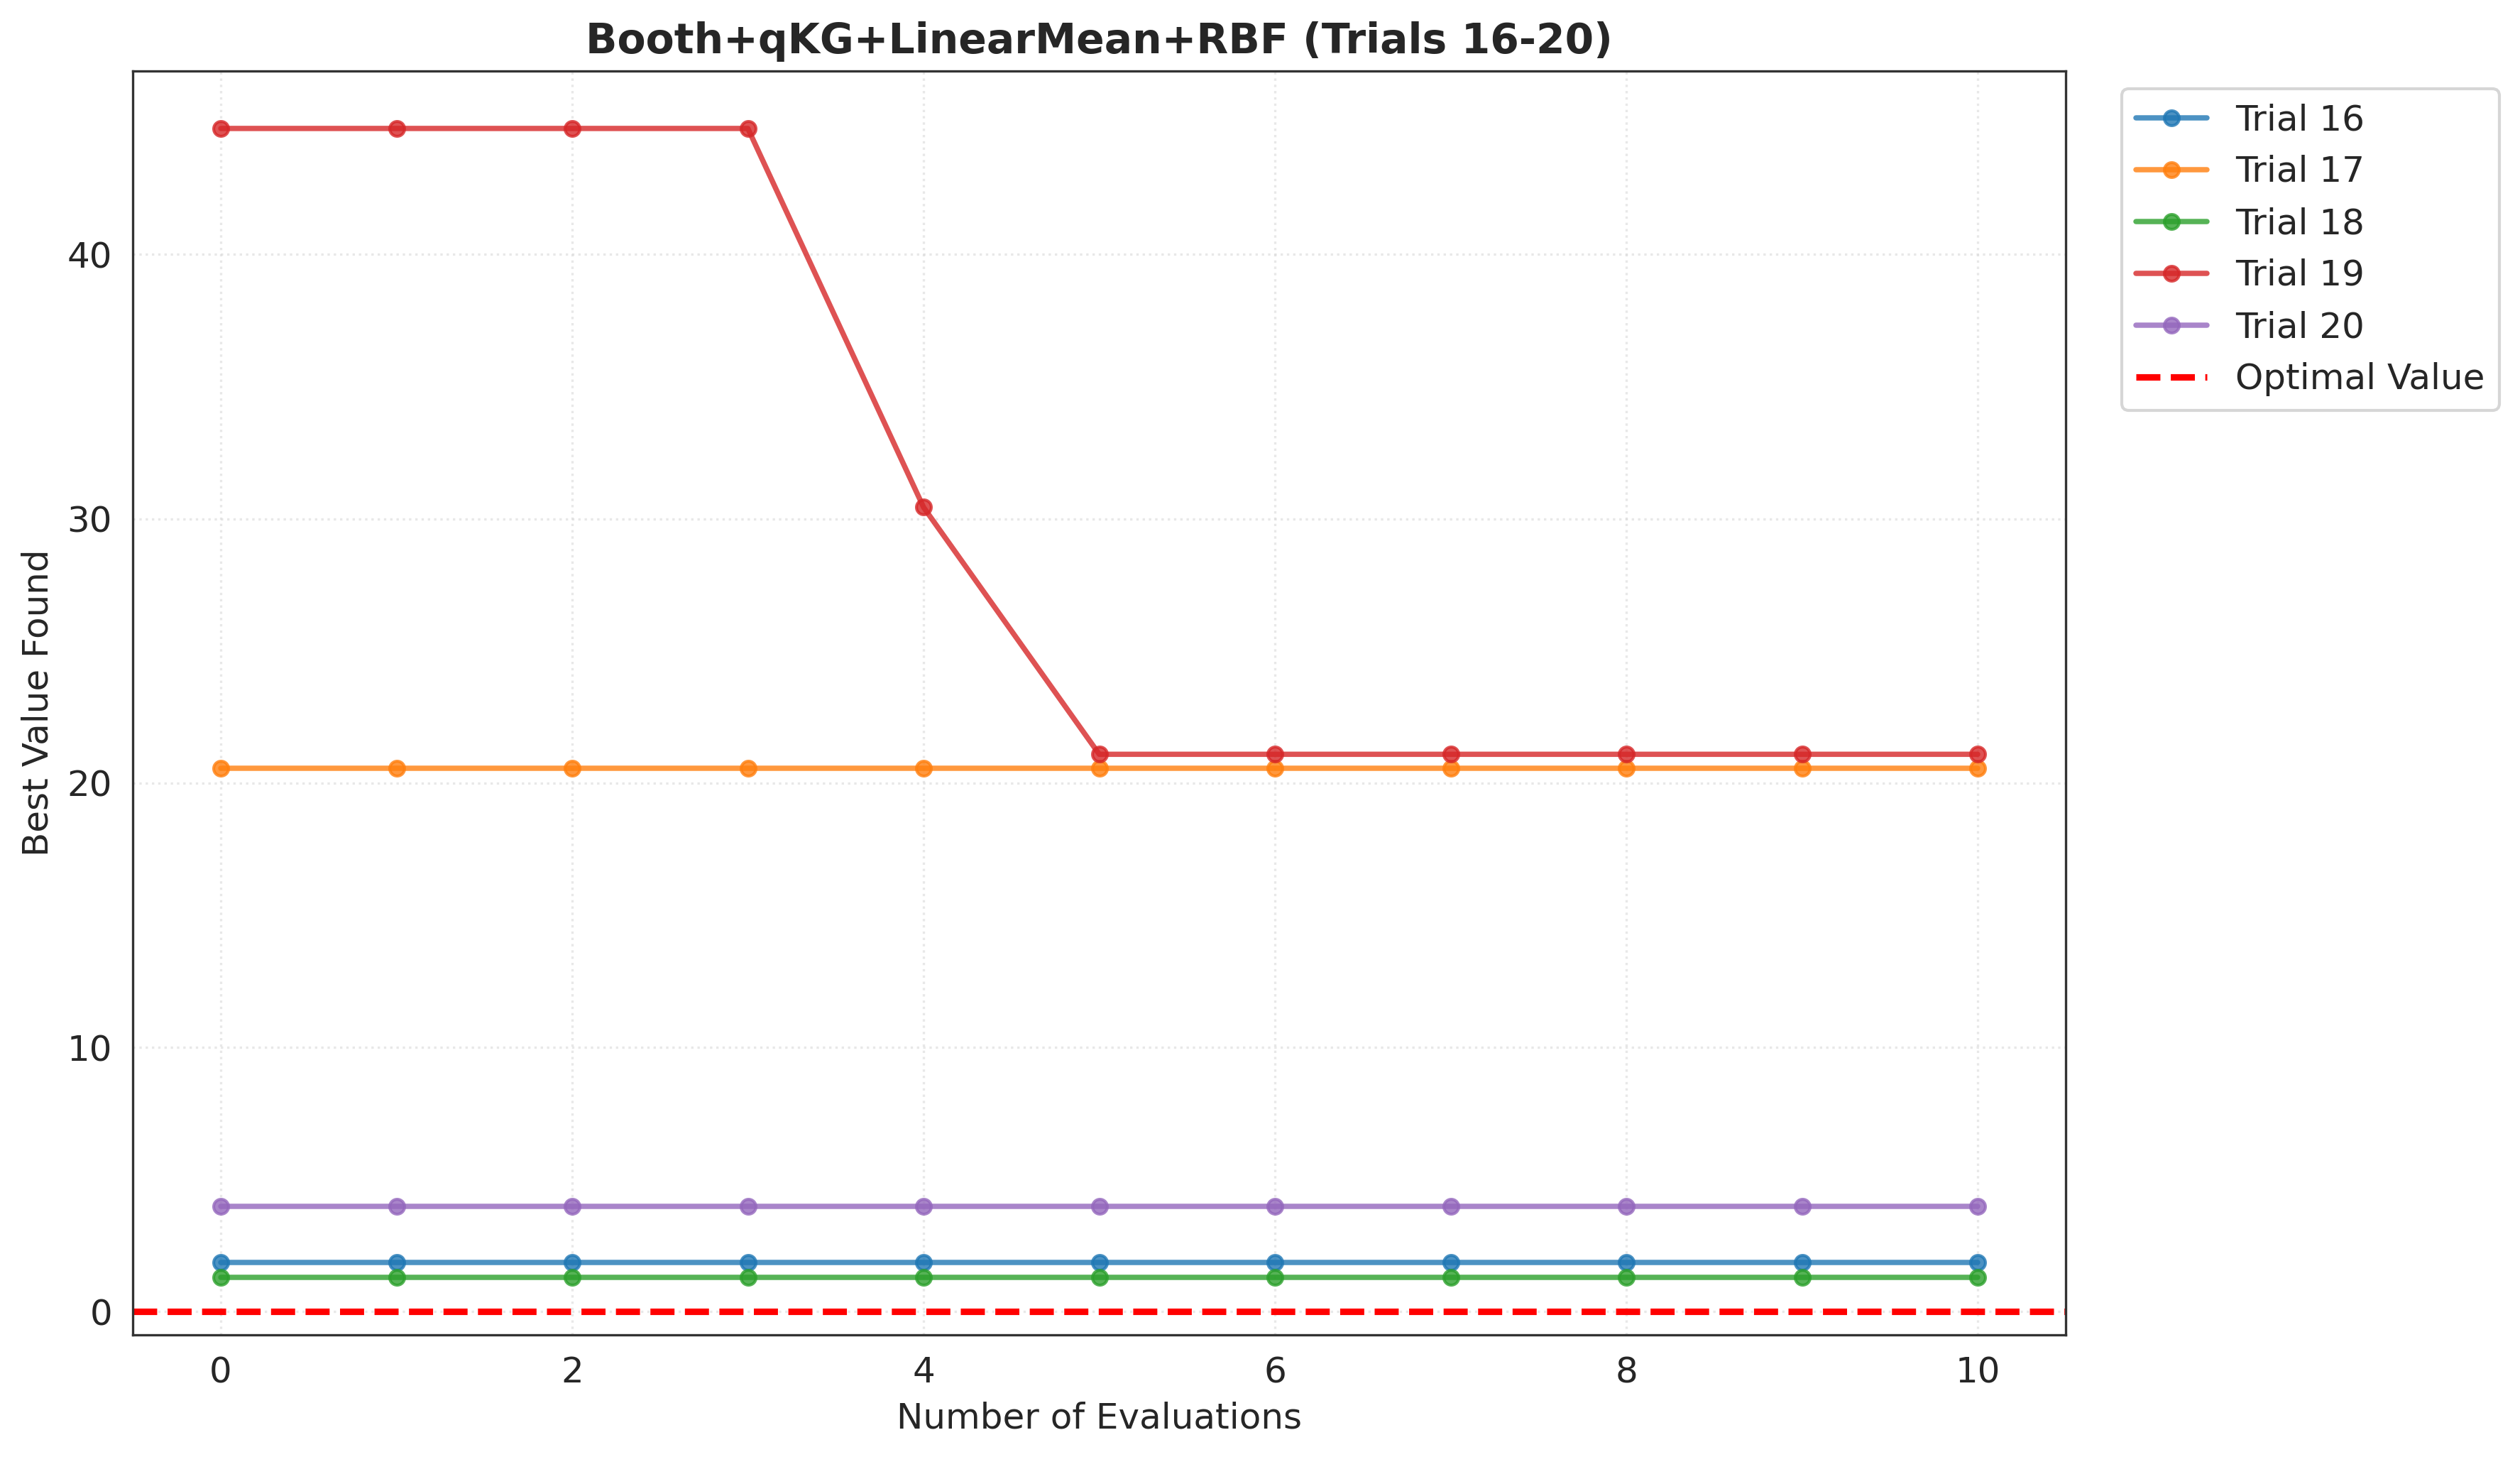 Booth+qKG+LinearMean+RBF (Trials 16-20)
Trial 16
Trial 17
Trial 18
Trial 19
Trial 20
Optimal Value
40
30
20
10
0
Best Value Found
0 2 4 6 8 10
Number of Evaluations